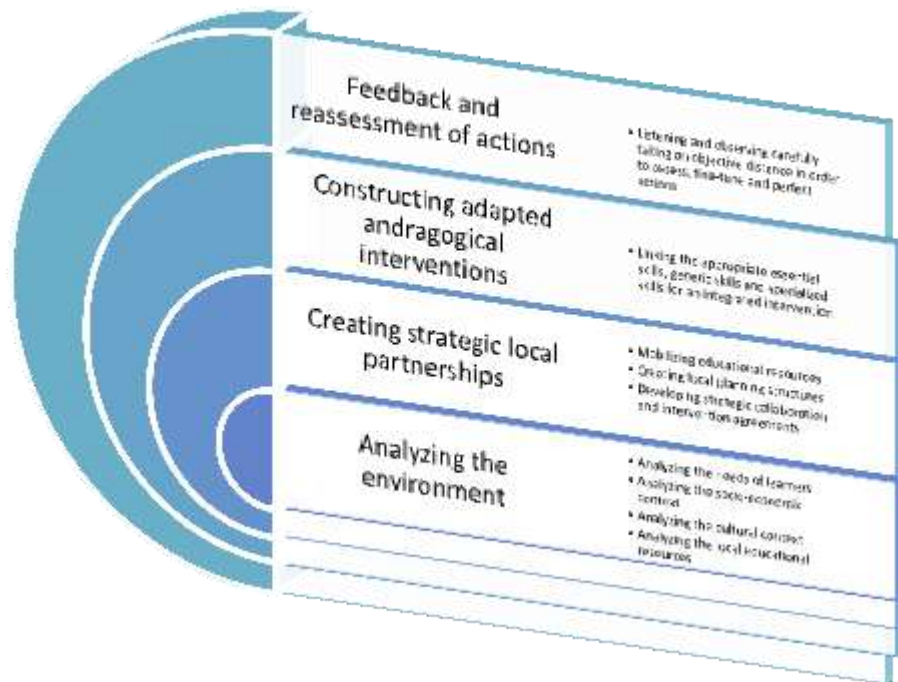 Feedback and
reassessment of actions
• Listening and observing carefully
taking an objective distance in order
to assess, fine-tune and perfect
actions
Constructing adapted
andragogical
interventions
• Linking the appropriate essential
skills, generic skills and specialized
skills for an integrated intervention
Creating strategic local
partnerships
• Mobilizing educational resources
• Creating local planning structures
• Developing strategic collaboration
and intervention agreements
Analyzing the
environment
• Analyzing the needs of learners
• Analyzing the socio-economic
context
• Analyzing the cultural context
• Analyzing the local educational
resources